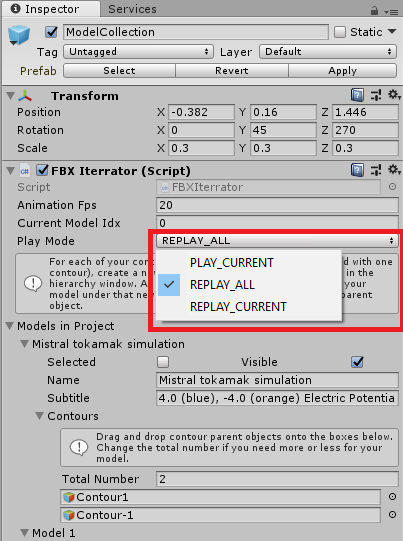 Inspector
Services
ModelCollection
Static
Tag Untagged Layer Default
Prefab Select Revert Apply
Transform
Position X -0.382 Y 0.16 Z 1.446
Rotation X 0 Y 45 Z 270
Scale X 0.3 Y 0.3 Z 0.3
FBX Iterrator (Script)
Script FBXIterrator
Animation Fps 20
Current Model Idx 0
Play Mode REPLAY_ALL
PLAY_CURRENT
REPLAY_ALL
REPLAY_CURRENT
For each of your conto d with one
contour), create a ne in the
hierarchy window. A your
model under that new parent
object.
Models in Project
Mistral tokamak simulation
Selected Visible
Name Mistral tokamak simulation
Subtitle 4.0 (blue), -4.0 (orange) Electric Potentia
Contours
Drag and drop contour parent objects onto the boxes below.
Change the total number if you need more or less for your
model.
Total Number 2
Contour1
Contour-1
Model 1